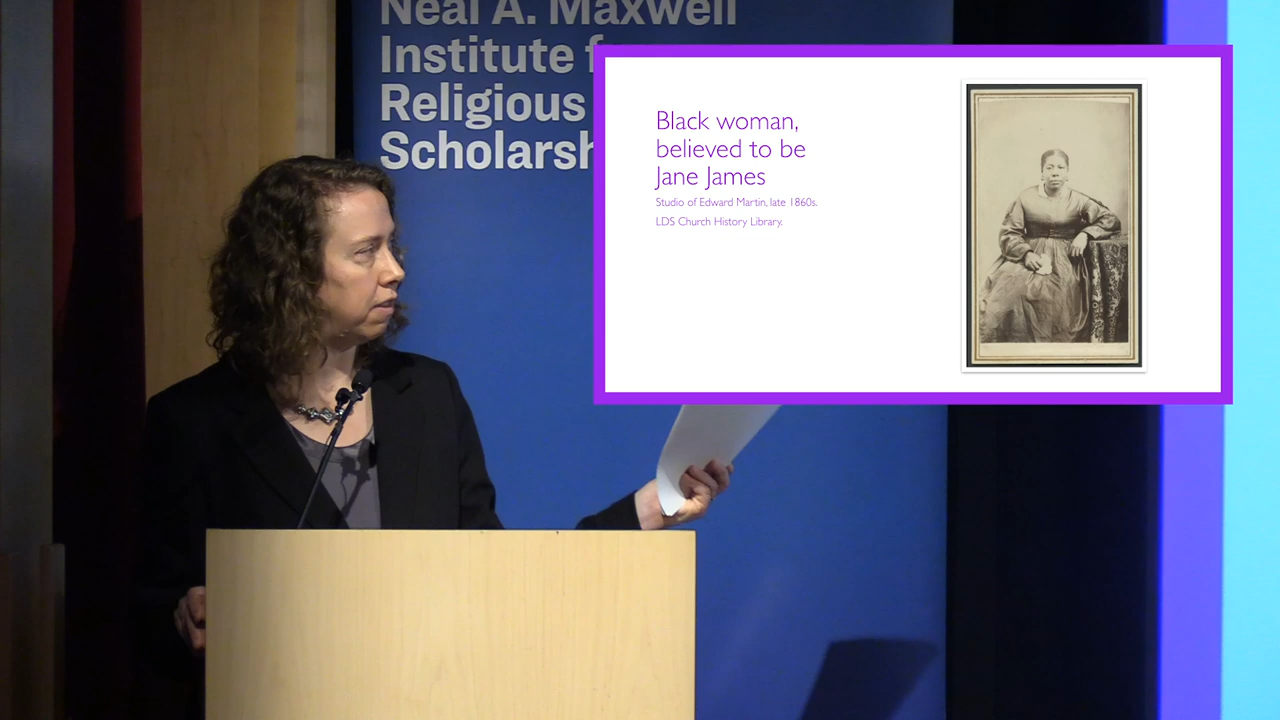 Neal A. Maxwell
Institute
Religious
Black woman,
believed to be
Jane James
Studio of Edward Martin, late 1860s.
LDS Church History Library.